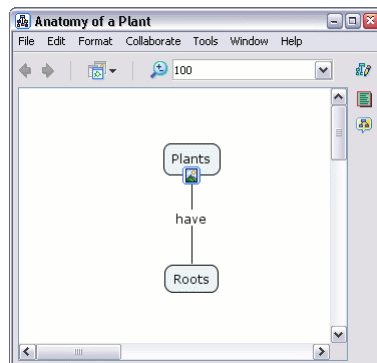 Anatomy of a Plant
File Edit Format Collaborate Tools Window Help
100
Plants
have
Roots